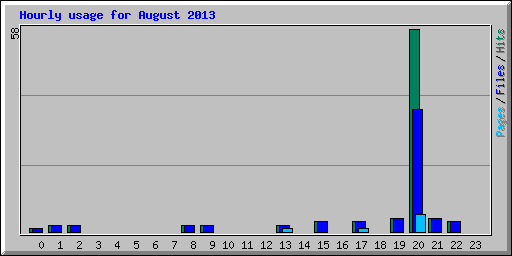 Hourly usage for August 2013
58
Pages/Files/Hits
0 1 2 3 4 5 6 7 8 9 10 11 12 13 14 15 16 17 18 19 20 21 22 23